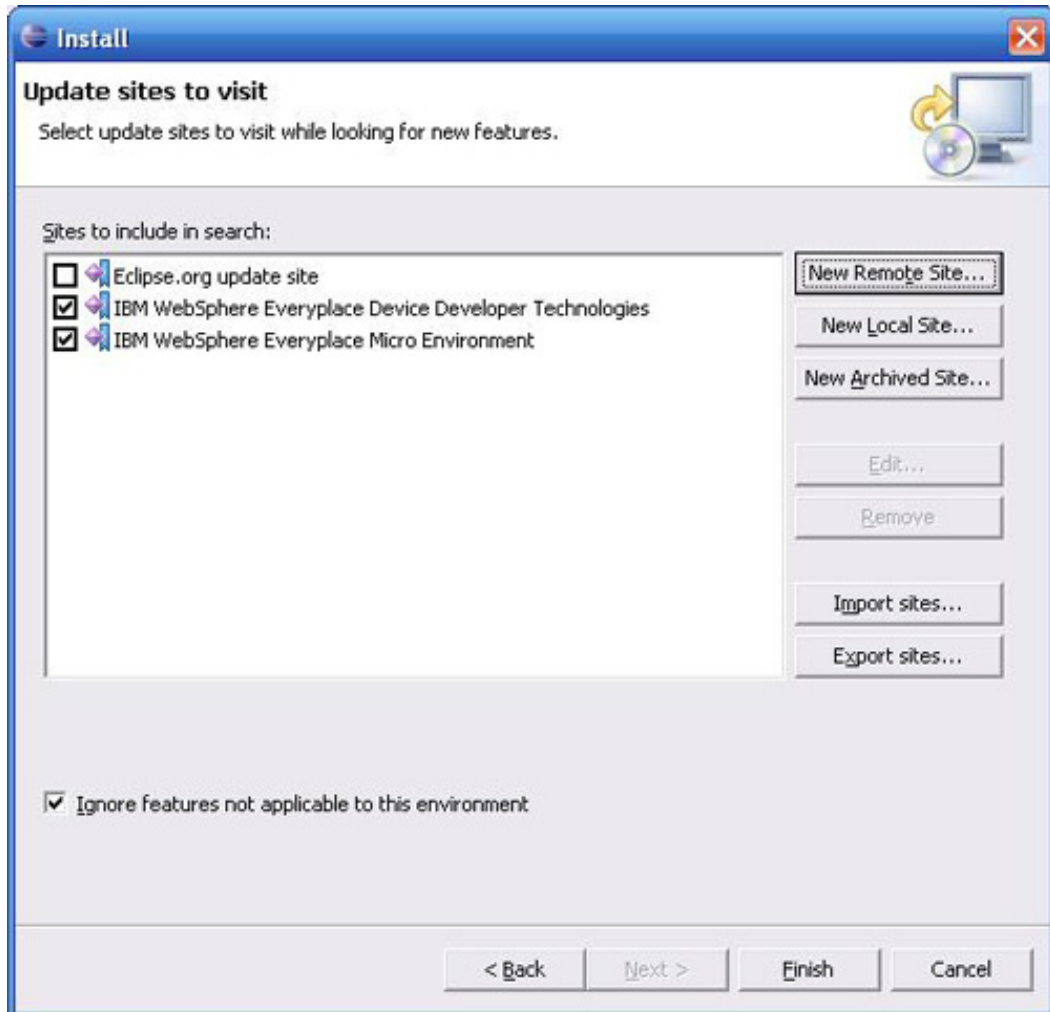 Install
Update sites to visit
Select update sites to visit while looking for new features.
Sites to include in search:
Eclipse.org update site
IBM WebSphere Everyplace Device Developer Technologies
IBM WebSphere Everyplace Micro Environment
New Remote Site...
New Local Site...
New Archived Site...
Edit...
Remove
Import sites...
Export sites...
Ignore features not applicable to this environment
< Back
Next >
Finish
Cancel